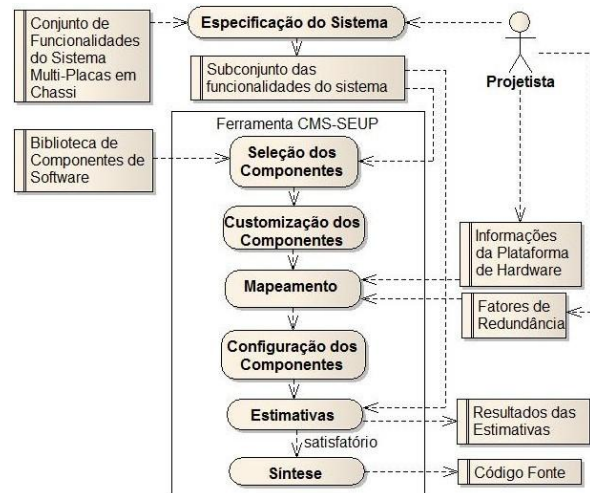 Conjunto de
Funcionalidades
do Sistema
Multi-Placas em
Chassi
Especificação do Sistema
Projetista
Subconjunto das
funcionalidades do sistema
Ferramenta CMS-SEUP
Biblioteca de
Componentes de
Software
Seleção dos
Componentes
Customização dos
Componentes
Informações
da Plataforma
de Hardware
Mapeamento
Fatores de
Redundância
Configuração dos
Componentes
Estimativas
Resultados das
Estimativas
satisfatório
Síntese
Código Fonte